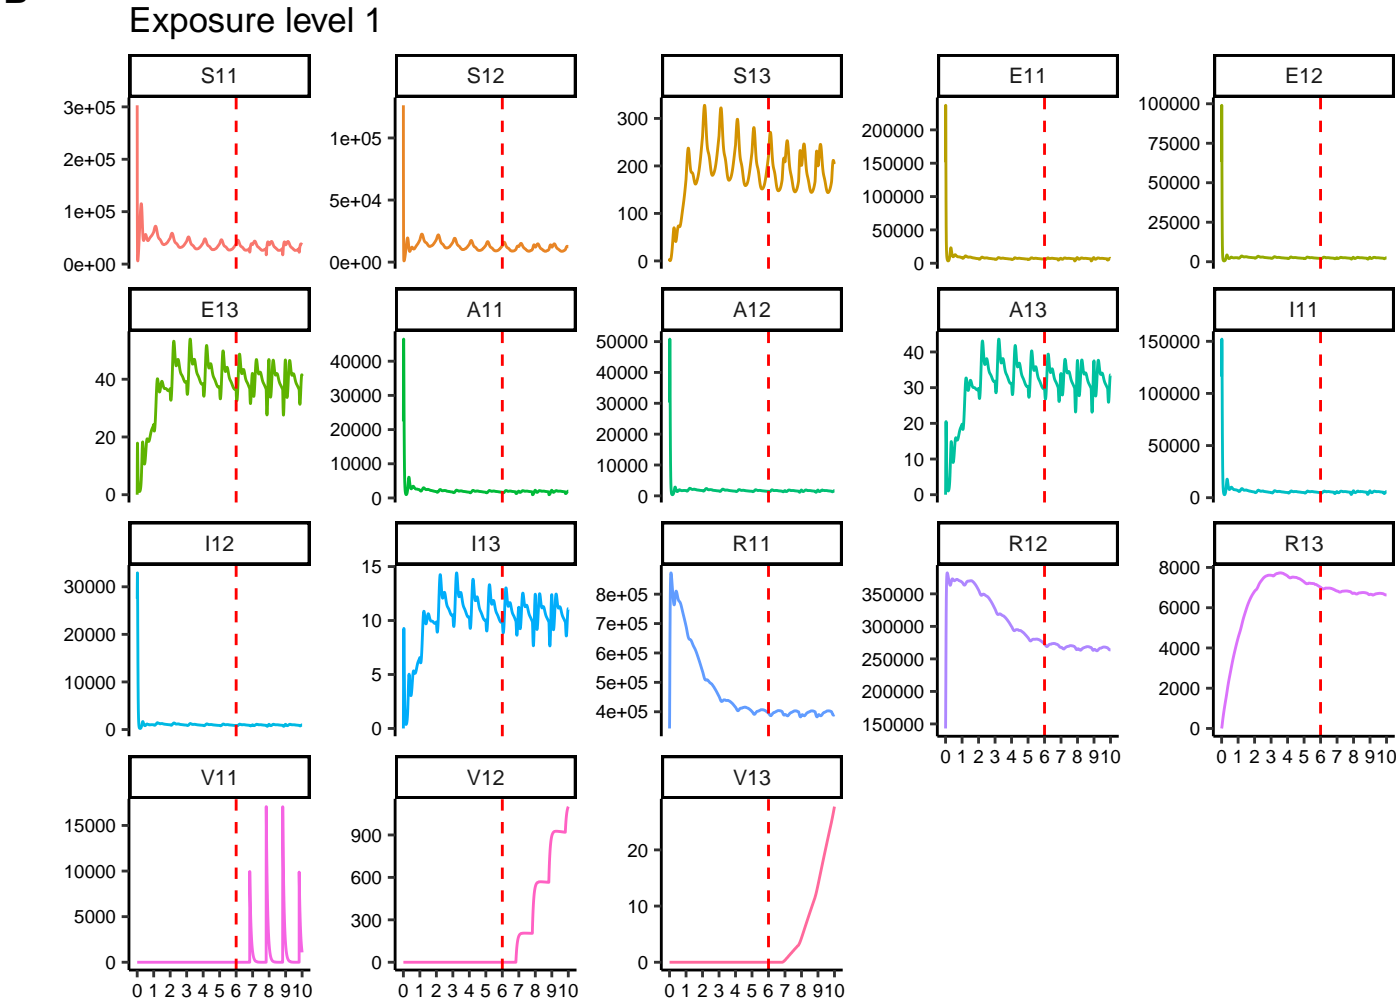 B
Exposure level 1
S11 S12 S13 E11 E12
3e+05 2e+05 1e+05 0e+00
1e+05 5e+04 0e+00
300 200 100 0
200000 150000 100000 50000 0
100000 75000 50000 25000 0
E13 A11 A12 A13 I11
40 20 0
40000 30000 20000 10000 0
50000 40000 30000 20000 10000 0
40 30 20 10 0
150000 100000 50000 0
I12 I13 R11 R12 R13
30000 20000 10000 0
15 10 5 0
8e+05 7e+05 6e+05 5e+05 4e+05
350000 300000 250000 200000 150000
8000 6000 4000 2000 0
0 1 2 3 4 5 6 7 8 9 10
0 1 2 3 4 5 6 7 8 9 10
V11 V12 V13
15000 10000 5000 0
900 600 300 0
20 10 0
0 1 2 3 4 5 6 7 8 9 10
0 1 2 3 4 5 6 7 8 9 10
0 1 2 3 4 5 6 7 8 9 10